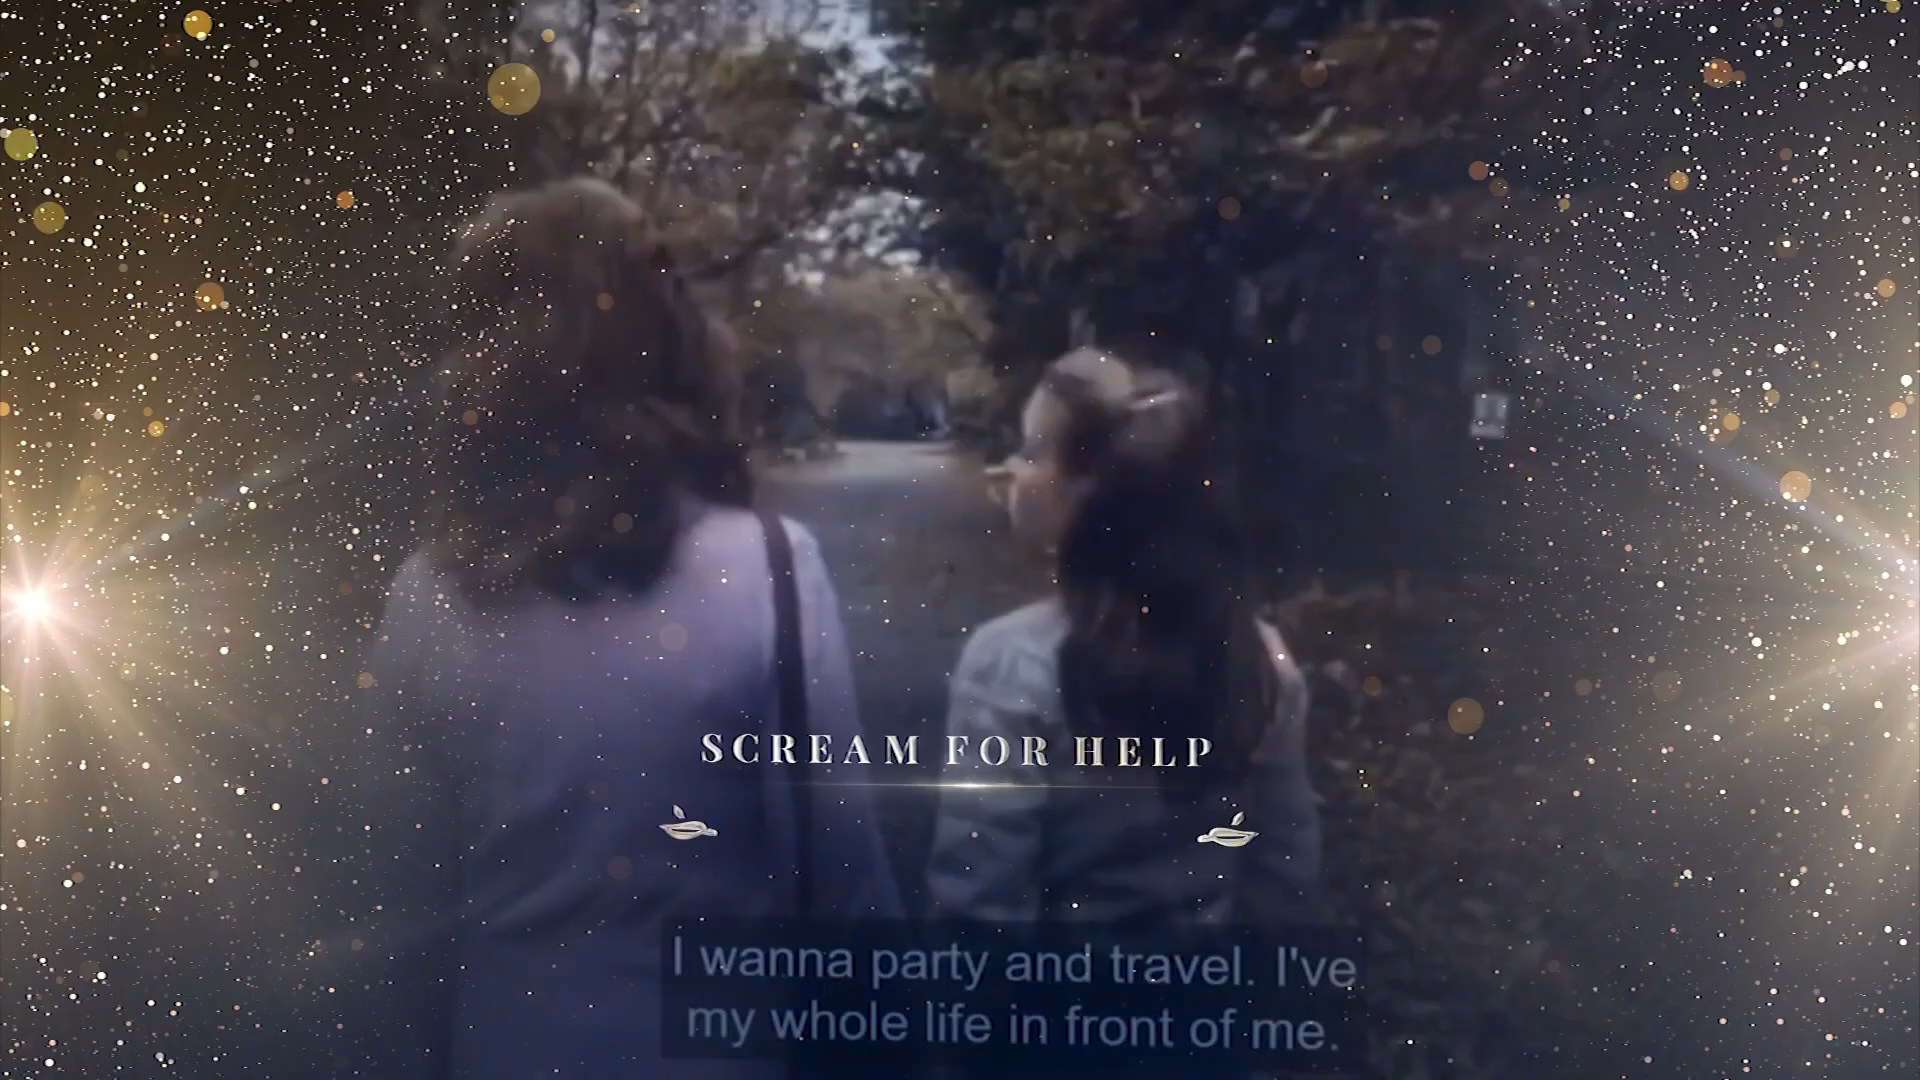 SCREAM FOR HELP
I wanna party and travel. I've
my whole life in front of me.